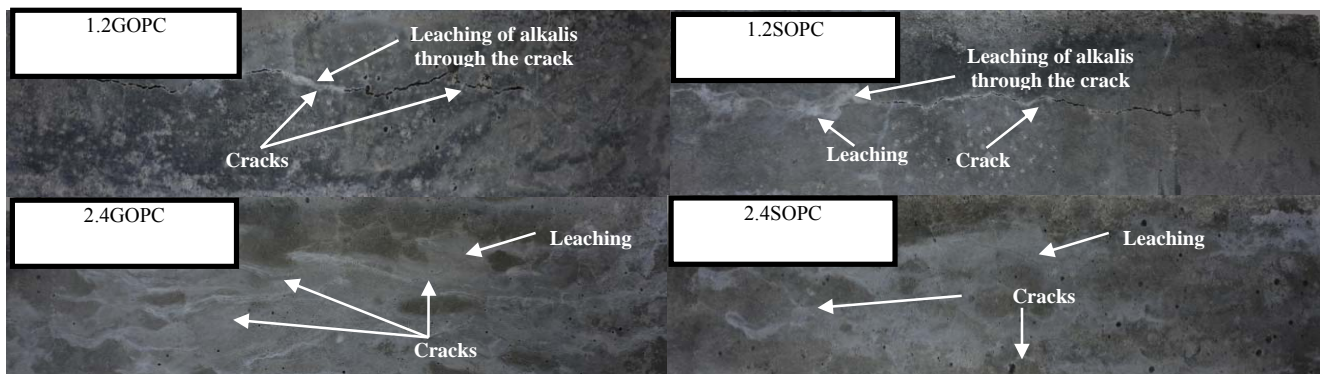 1.2GOPC
Leaching of alkalis
through the crack
Cracks
1.2SOPC
Leaching of alkalis
through the crack
Leaching
Crack
2.4GOPC
Leaching
Cracks
2.4SOPC
Leaching
Cracks